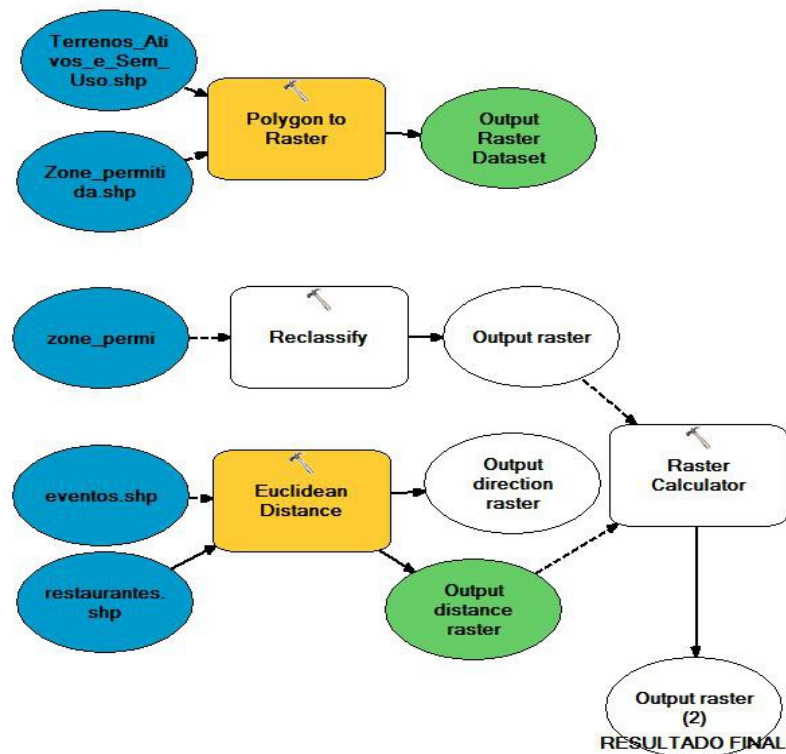 Terrenos_Ati
vos_e_Sem_
Uso.shp
Polygon to
Raster
Output
Raster
Dataset
Zone_permiti
da.shp
zone_permi
Reclassify
Output raster
eventos.shp
Euclidean
Distance
Output
direction
raster
Raster
Calculator
restaurantes.
shp
Output
distance
raster
Output raster
(2)
RESULTADO FINAL